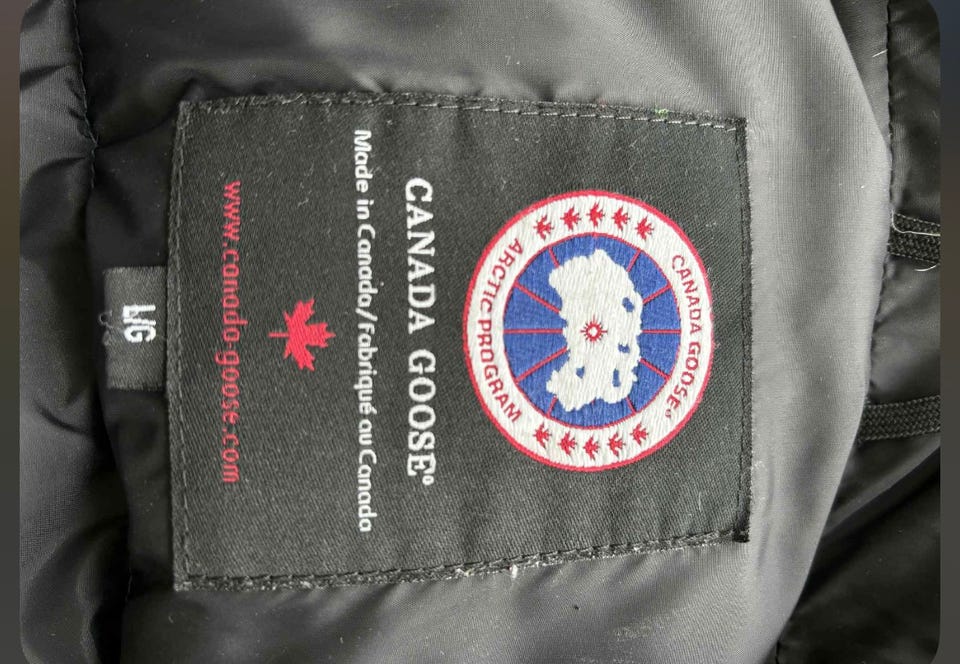 CANADA GOOSE®
ARCTIC PROGRAM
CANADA GOOSE®
Made in Canada/Fabriqué au Canada
www.canada-goose.com
L/G